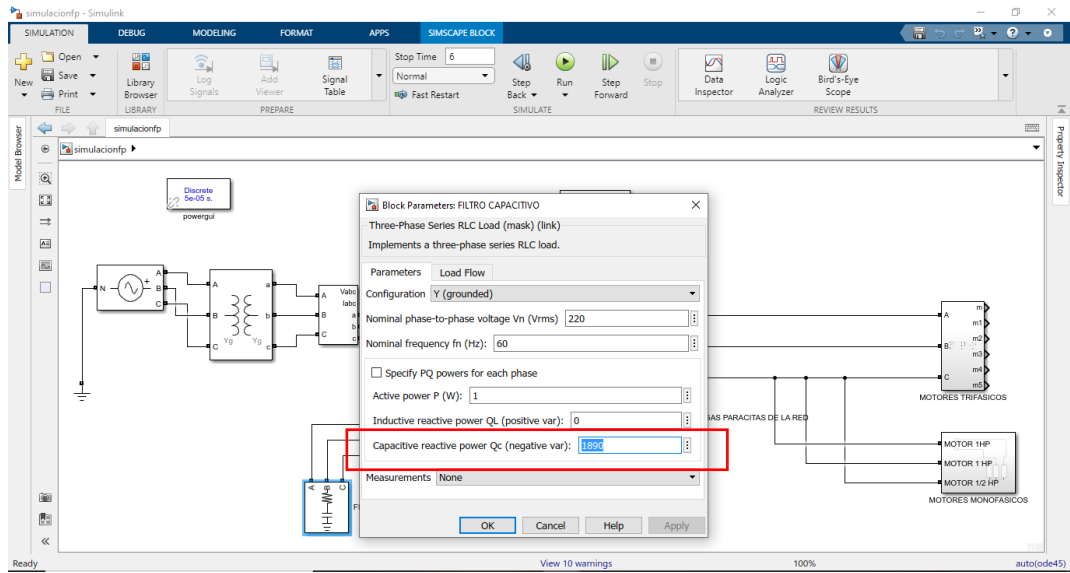 simulacionfp - Simulink
SIMULATION DEBUG MODELING FORMAT APPS SIMSCAPE BLOCK
New
Open
Save
Print
FILE
Library
Browser
LIBRARY
Log
Signals
Add
Viewer
Signal
Table
PREPARE
Stop Time 6
Normal
Fast Restart
Step
Back
Run
Step
Forward
Stop
SIMULATE
Data
Inspector
Logic
Analyzer
Bird's-Eye
Scope
REVIEW RESULTS
Model Browser
simulacionfp
simulacionfp
Property Inspector
Discrete
5e-05 s.
powergui
N
A
B
C
A
B
C
a
b
c
Yg
Yg
A
B
C
Vabc
Iabc
a
b
c
Block Parameters: FILTRO CAPACITIVO
Three-Phase Series RLC Load (mask) (link)
Implements a three-phase series RLC load.
Parameters Load Flow
Configuration Y (grounded)
Nominal phase-to-phase voltage Vn (Vrms) 220
Nominal frequency fn (Hz): 60
Specify PQ powers for each phase
Active power P (W): 1
Inductive reactive power QL (positive var): 0
Capacitive reactive power Qc (negative var): 1890
Measurements None
OK Cancel Help Apply
A
B
C
A
B
C
m
m1
m2
m3
m4
m5
MOTORES TRIFASICOS
AS PARACITAS DE LA RED
MOTOR 1HP
MOTOR 1 HP
MOTOR 1/2 HP
MOTORES MONOFASICOS
Ready View 10 warnings 100% auto(ode45)